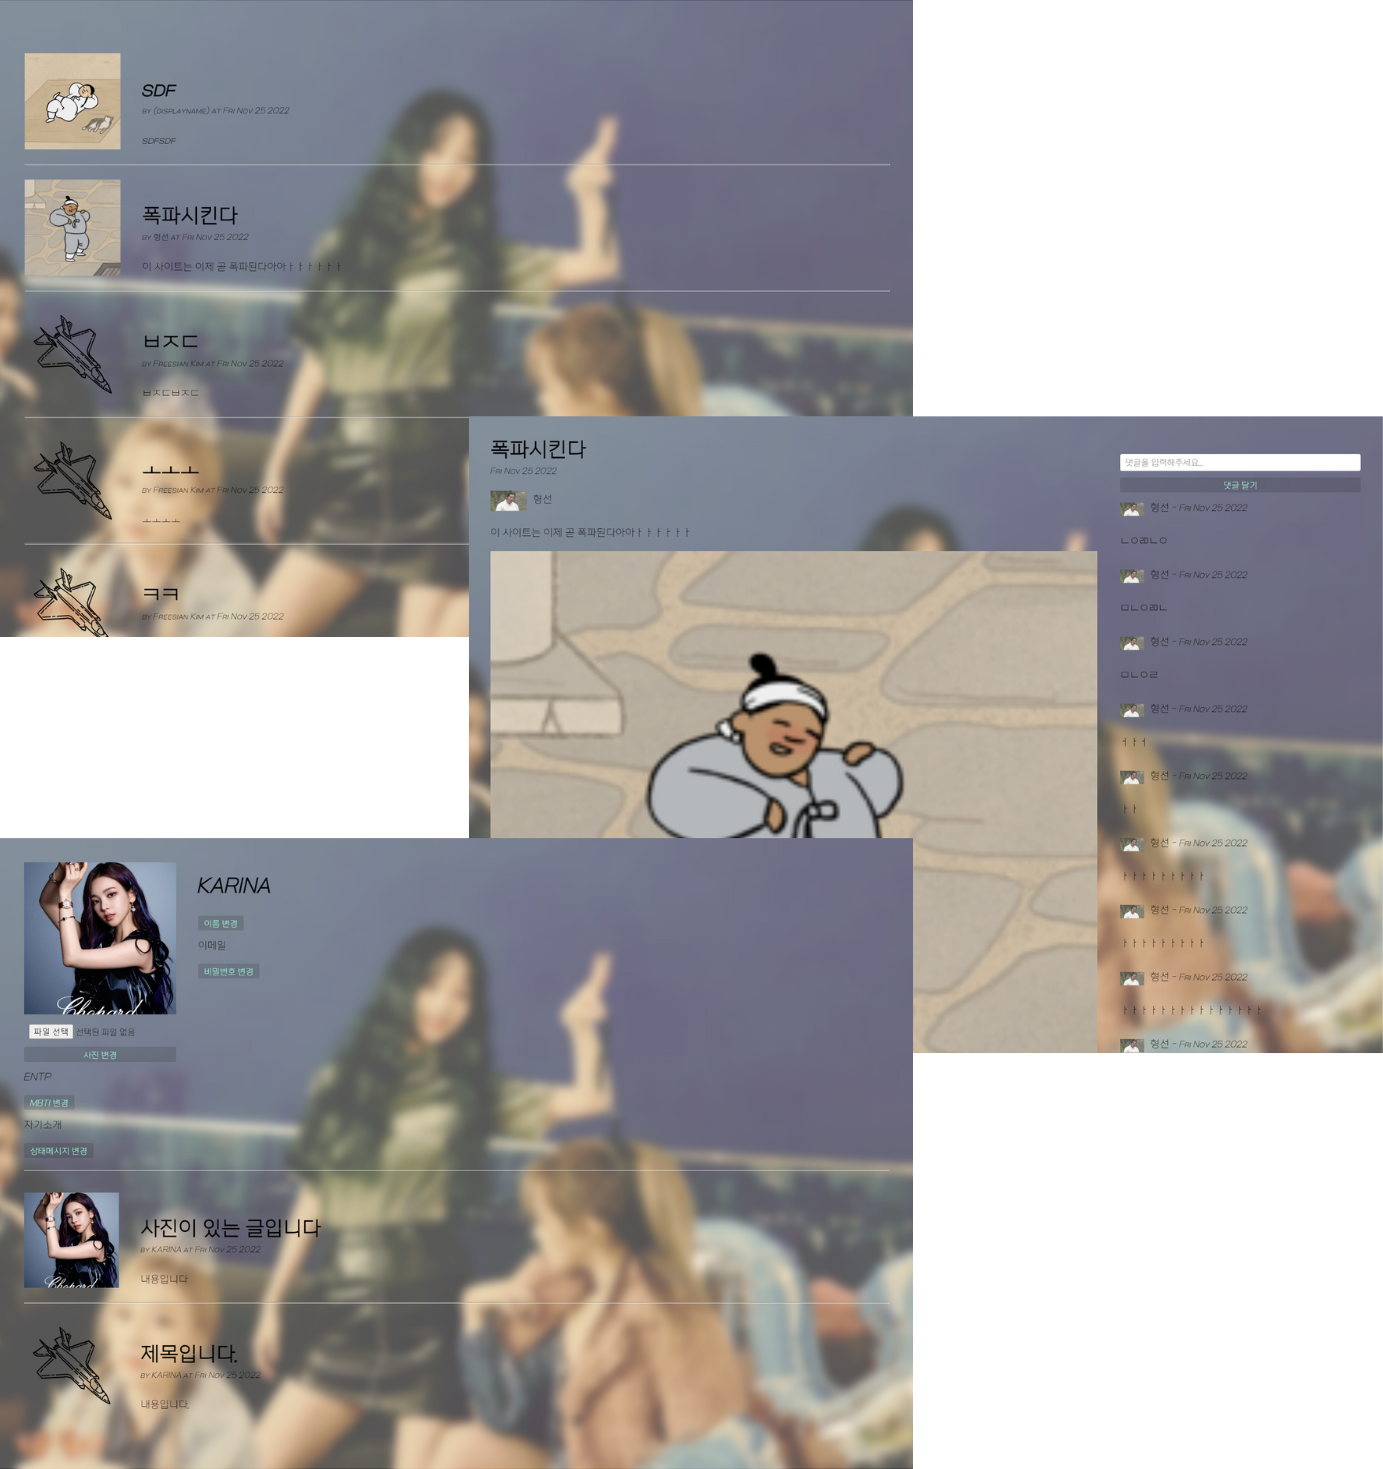 SDF
BY (DISPLAYNAME) AT FRI NOV 25 2022
SDFSDF
폭파시킨다
BY 형선 AT FRI NOV 25 2022
이 사이트는 이제 곧 폭파된다아아ㅏㅏㅏㅏㅏㅏ
ㅂㅈㄷ
BY FREESIAN KIM AT FRI NOV 25 2022
ㅂㅈㄷㅂㅈㄷ
ㅗㅗㅗ
BY FREESIAN KIM AT FRI NOV 25 2022
ㅗㅗㅗㅗ
ㅋㅋ
BY FREESIAN KIM AT FRI NOV 25 2022
폭파시킨다
FRI NOV 25 2022
형선
이 사이트는 이제 곧 폭파된다아아ㅏㅏㅏㅏㅏㅏ
댓글을 입력해주세요...
댓글 달기
형선 - FRI NOV 25 2022
형선 - FRI NOV 25 2022
형선 - FRI NOV 25 2022
ㅁㄴㅇㄹ
형선 - FRI NOV 25 2022
ㅓㅏㅓ
형선 - FRI NOV 25 2022
ㅏㅏ
형선 - FRI NOV 25 2022
ㅏㅏㅏㅏㅏㅏㅏㅏㅏ
형선 - FRI NOV 25 2022
ㅏㅏㅏㅏㅏㅏㅏㅏㅏ
형선 - FRI NOV 25 2022
ㅏㅏㅏㅏㅏㅏㅏㅏㅏㅏㅏㅏㅏㅏㅏ
형선 - FRI NOV 25 2022
KARINA
이름 변경
이메일
비밀번호 변경
Chopard
파일 선택 선택된 파일 없음
사진 변경
ENTP
MBTI 변경
자기소개
상태메시지 변경
Chopard
사진이 있는 글입니다
BY KARINA AT FRI NOV 25 2022
내용입니다
제목입니다.
BY KARINA AT FRI NOV 25 2022
내용입니다.